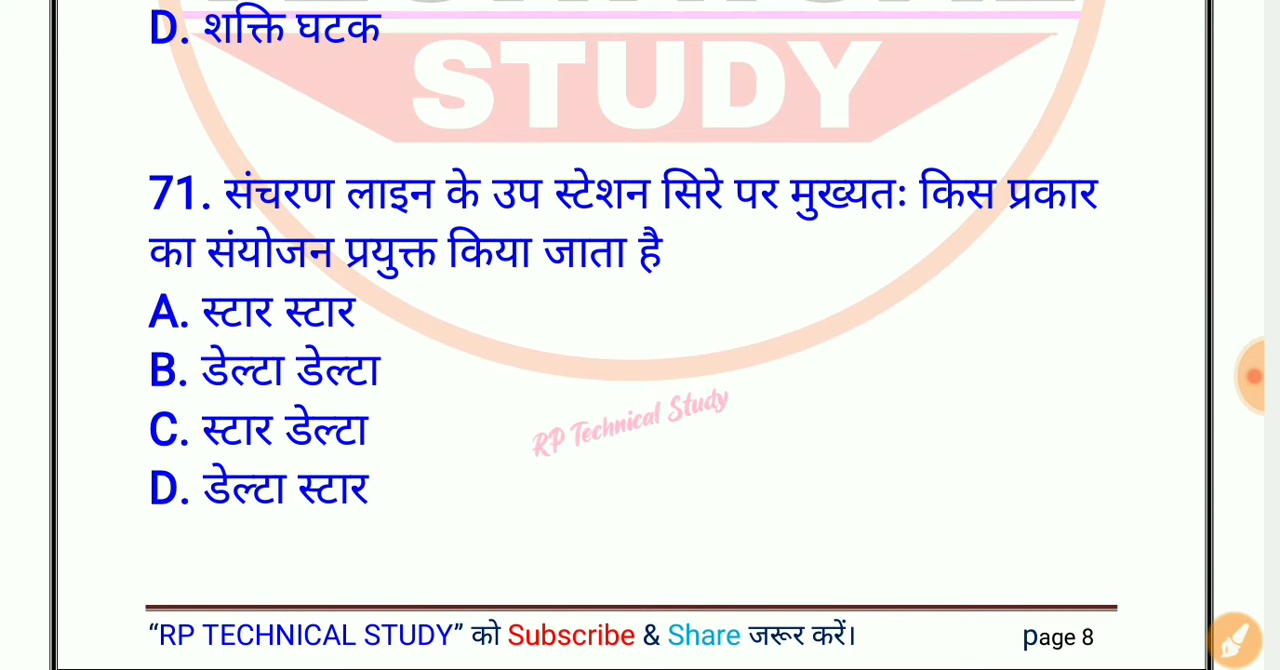 D. शक्ति घटक
STUDY
71. संचरण लाइन के उप स्टेशन सिरे पर मुख्यतः किस प्रकार
का संयोजन प्रयुक्त किया जाता है
A. स्टार स्टार
B. डेल्टा डेल्टा
C. स्टार डेल्टा
RP Technical Study
D. डेल्टा स्टार
“RP TECHNICAL STUDY” को Subscribe & Share जरूर करें। page 8